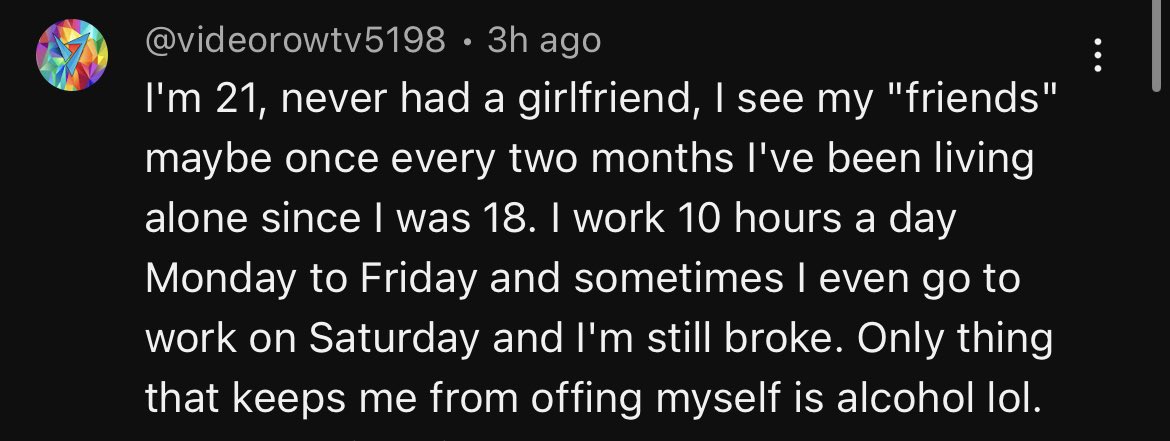 @videorowtv5198 • 3h ago
I'm 21, never had a girlfriend, I see my "friends"
maybe once every two months I've been living
alone since I was 18. I work 10 hours a day
Monday to Friday and sometimes I even go to
work on Saturday and I'm still broke. Only thing
that keeps me from offing myself is alcohol lol.